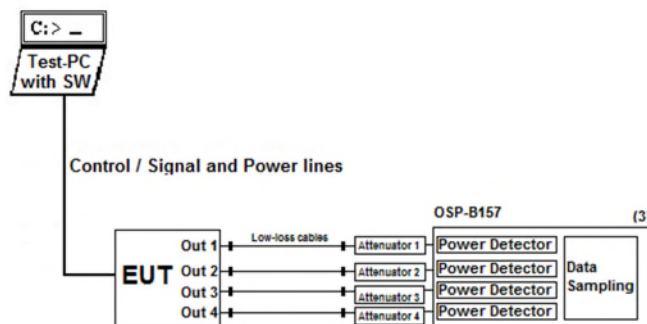 C:> _
Test-PC
with SW
Control / Signal and Power lines
OSP-B157
(3
EUT
Out 1
Low-loss cables
Attenuator 1
Power Detector
Out 2
Attenuator 2
Power Detector
Out 3
Attenuator 3
Power Detector
Out 4
Attenuator 4
Power Detector
Data
Sampling